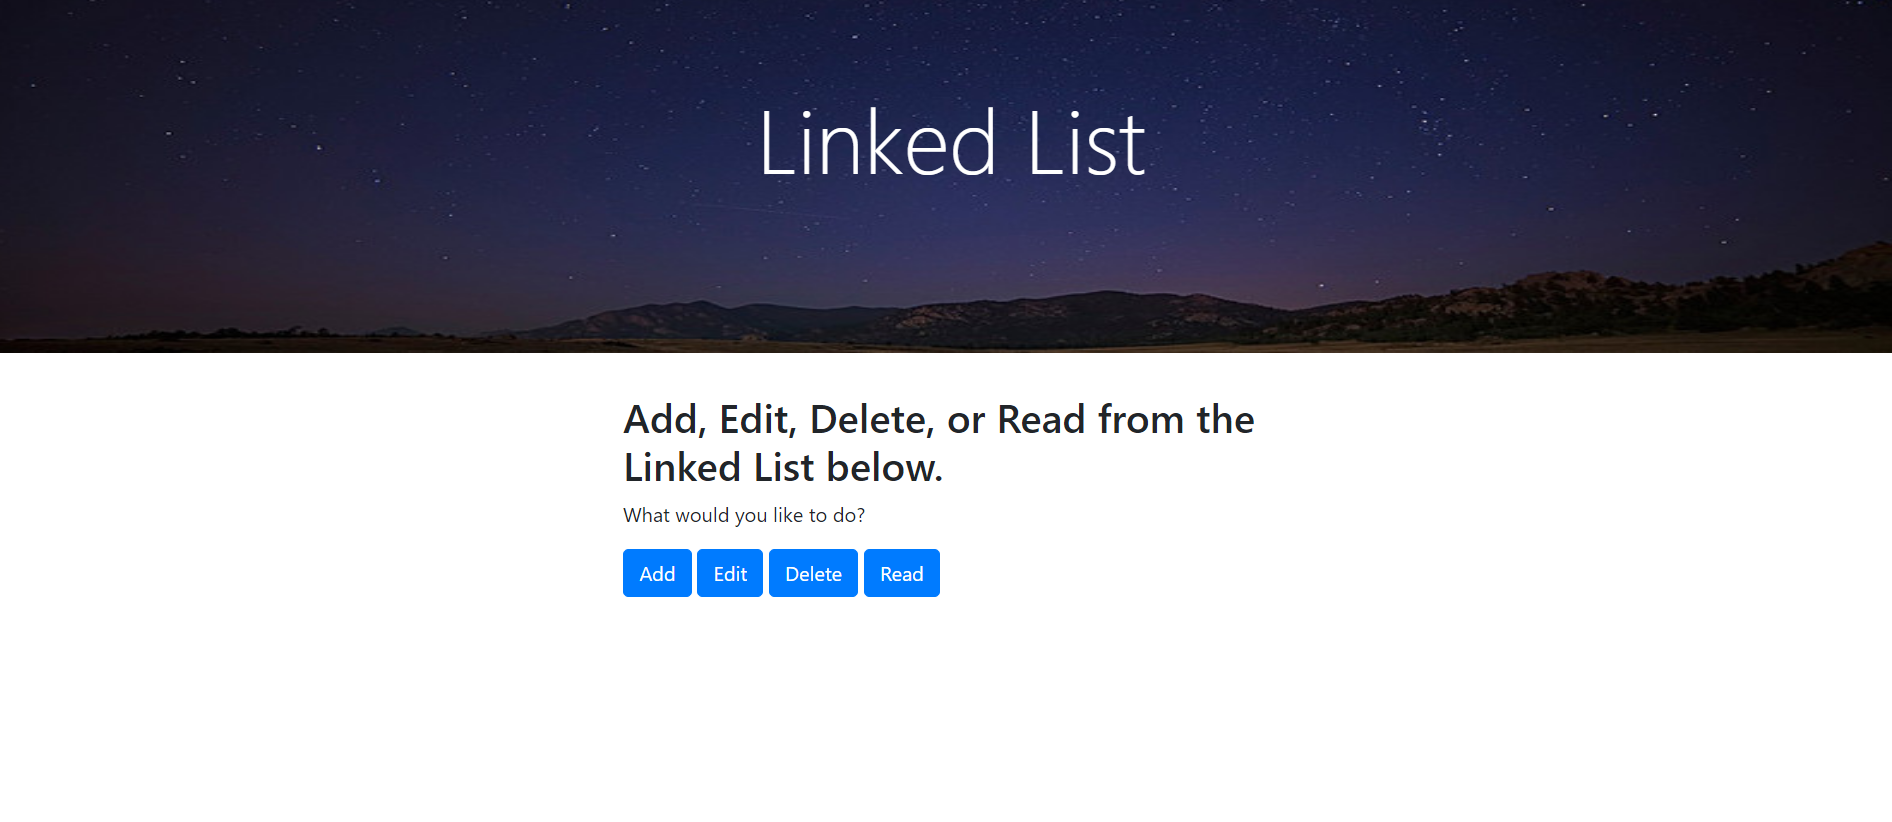 Linked List
Add, Edit, Delete, or Read from the
Linked List below.
What would you like to do?
Add Edit Delete Read